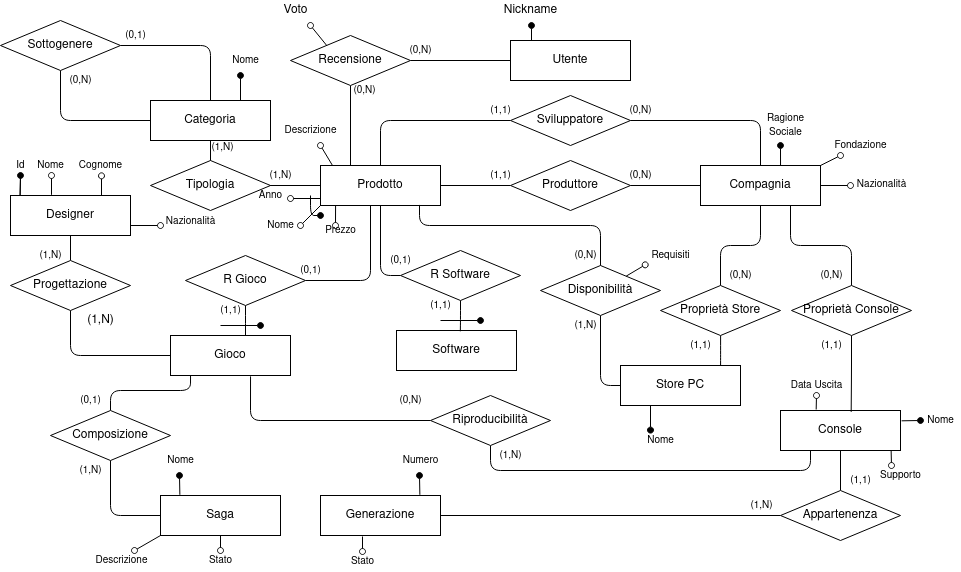 Voto
Nickname
Sottogenere
(0,1)
(0,N)
Recensione
(0,N)
(0,N)
Utente
Nome
Categoria
(1,N)
Descrizione
(1,1)
Sviluppatore
(0,N)
Ragione
Sociale
Fondazione
Id
Nome
Cognome
Tipologia
(1,N)
Prodotto
(1,1)
Produttore
(0,N)
Compagnia
Nazionalità
Anno
Nome
Prezzo
Designer
Nazionalità
(1,N)
Progettazione
(1,N)
R Gioco
(0,1)
(1,1)
(0,1)
R Software
(1,1)
(0,N)
Requisiti
Disponibilità
(1,N)
(0,N)
Proprietà Store
(1,1)
(0,N)
Proprietà Console
(1,1)
Gioco
Software
Store PC
Nome
Data Uscita
Console
Nome
Supporto
(0,1)
Composizione
(1,N)
(0,N)
Riproducibilità
(1,N)
Nome
Saga
Descrizione
Stato
Numero
Generazione
Stato
(1,N)
(1,1)
Appartenenza